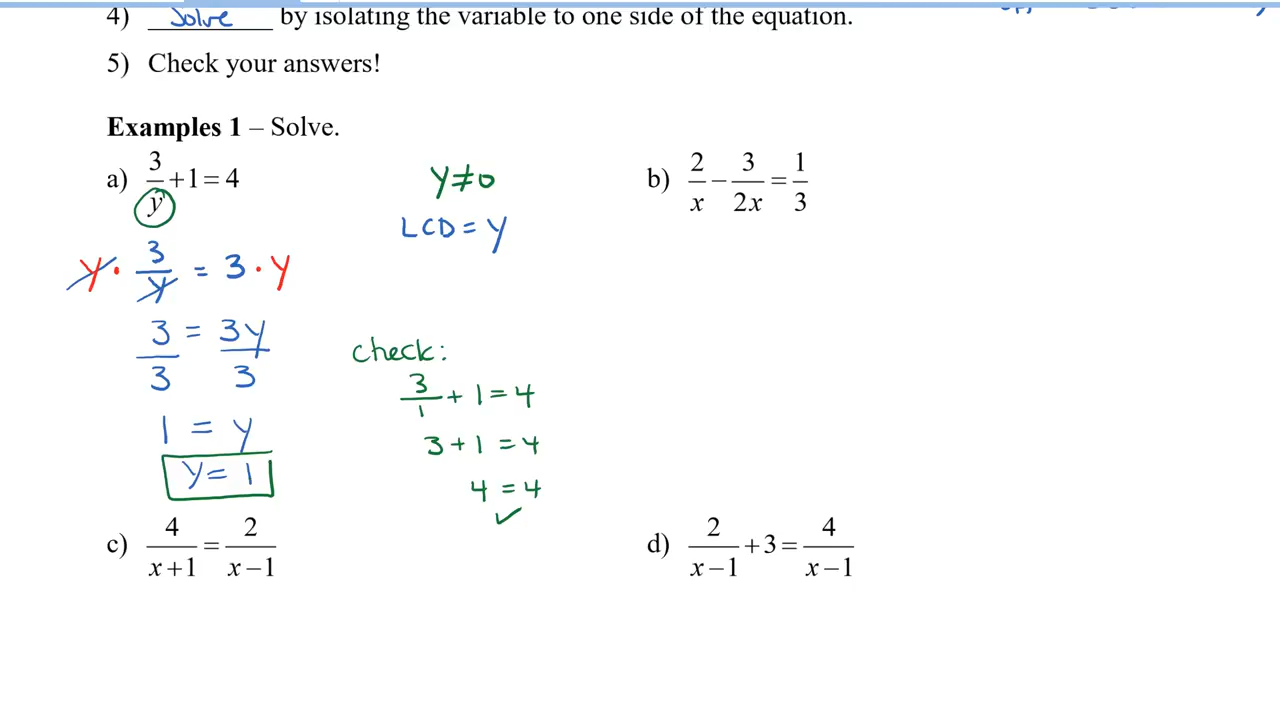 4) Solve by isolating the variable to one side of the equation.
5) Check your answers!
Examples 1 – Solve.
a) 3/y + 1 = 4
y ≠ 0
LCD = y
y · 3/y = 3 · y
3/3 = 3y/3
1 = y
y = 1
check:
3/1 + 1 = 4
3 + 1 = 4
4 = 4 ✓
b) 2/x − 3/2x = 1/3
c) 4/x+1 = 2/x−1
d) 2/x−1 + 3 = 4/x−1